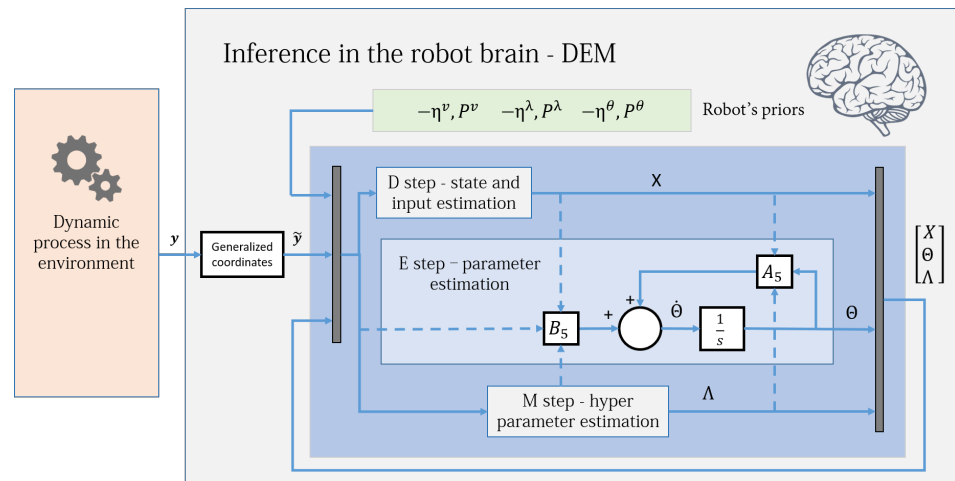 Inference in the robot brain - DEM
−η^v, P^v −η^λ, P^λ −η^θ, P^θ
Robot's priors
Dynamic
process in the
environment
y
Generalized
coordinates
ỹ
D step - state and
input estimation
X
E step – parameter
estimation
A₅
B₅
+
+
Θ̇
1
s
Θ
M step - hyper
parameter estimation
Λ
X
Θ
Λ